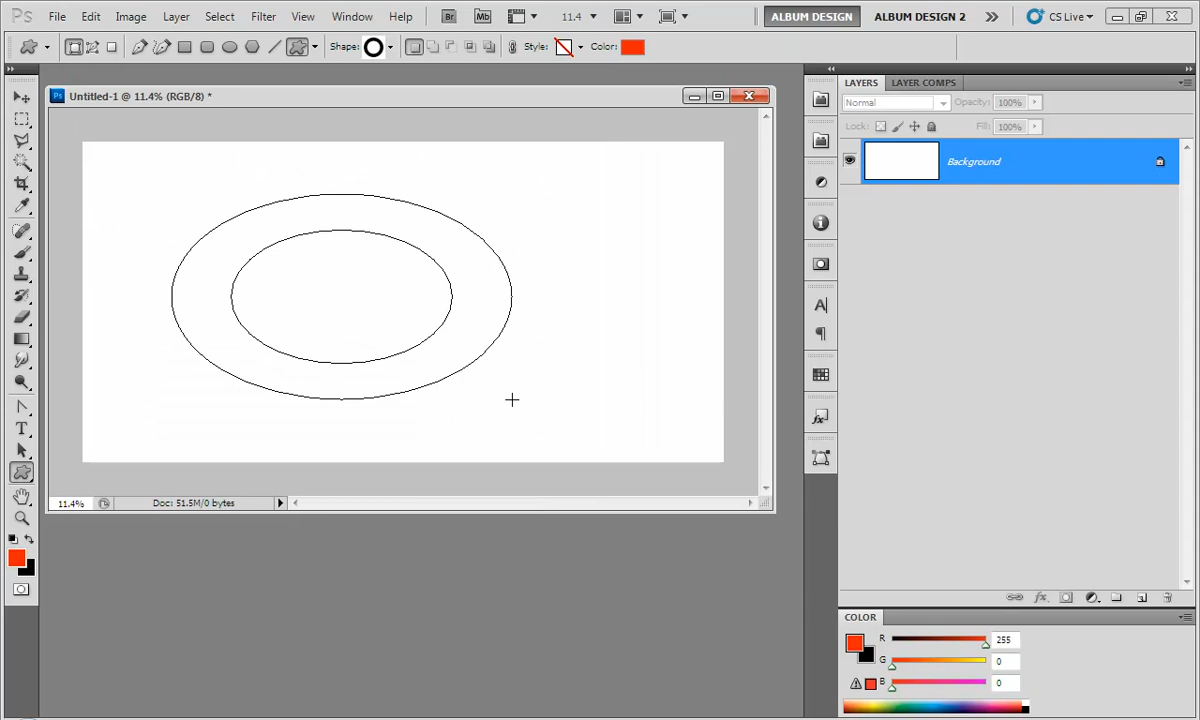 Ps File Edit Image Layer Select Filter View Window Help Br Mb 11.4 ALBUM DESIGN ALBUM DESIGN 2 CS Live
Shape: Style: Color:
Untitled-1 @ 11.4% (RGB/8) *
LAYERS LAYER COMPS
Normal Opacity: 100%
Lock: Fill: 100%
Background
11.4% Doc: 51.5M/0 bytes
COLOR
R 255
G 0
B 0